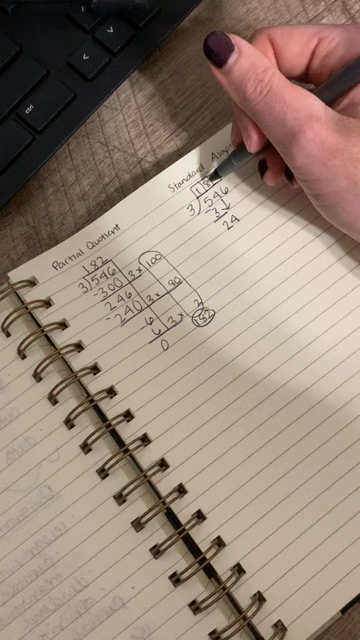 Partial Quotient
182
3)546
-300 3x 100
246
-240 3x 80
6
6 3x 2
0 182
Standard
18
3)546
-3
24
ctrl